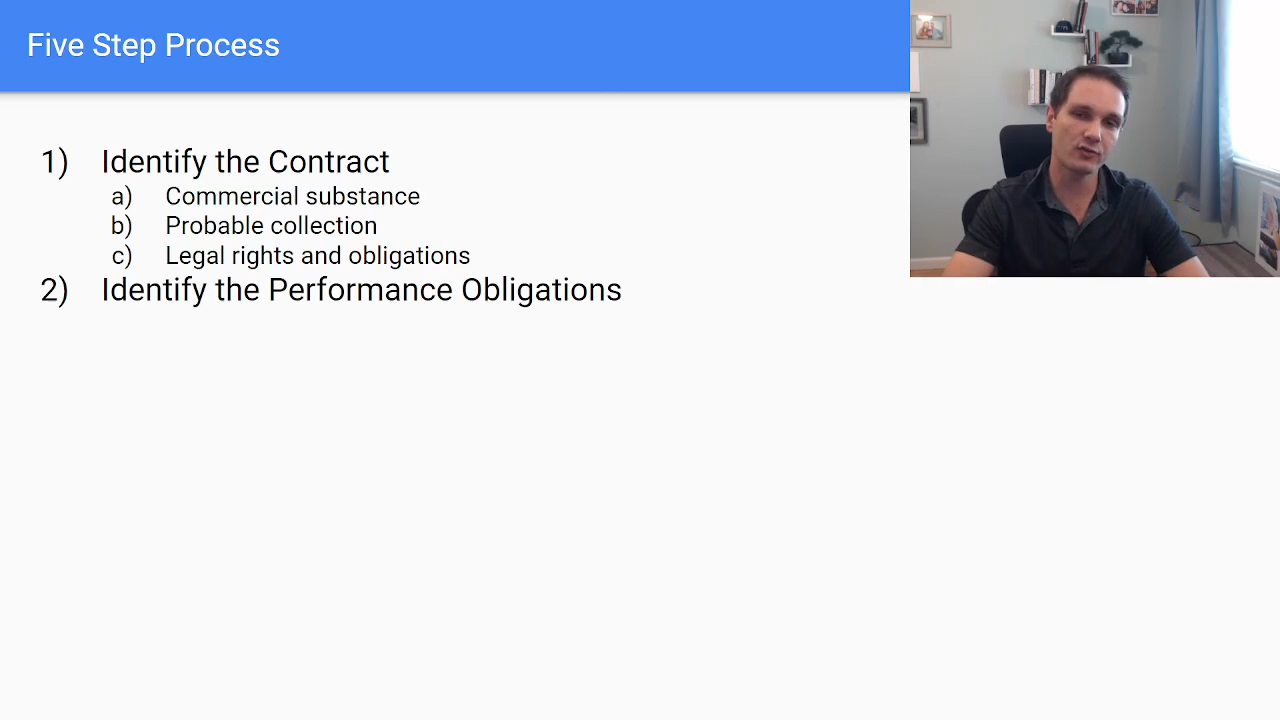 Five Step Process
1) Identify the Contract
a) Commercial substance
b) Probable collection
c) Legal rights and obligations
2) Identify the Performance Obligations